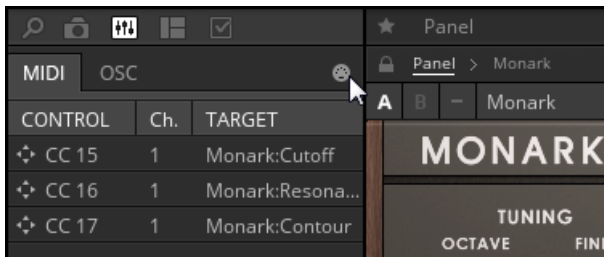 Panel
MIDI OSC
Panel > Monark
A B - Monark
CONTROL Ch. TARGET
CC 15 1 Monark:Cutoff
CC 16 1 Monark:Resona...
CC 17 1 Monark:Contour
MONARK
TUNING
OCTAVE